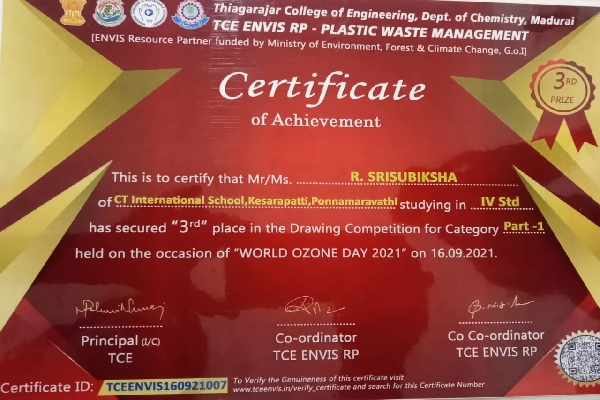 Thiagarajar College of Engineering, Dept. of Chemistry, Madurai
TCE ENVIS RP - PLASTIC WASTE MANAGEMENT
[ENVIS Resource Partner funded by Ministry of Environment, Forest & Climate Change, G.o.I]
3RD
PRIZE
Certificate
of Achievement
This is to certify that Mr/Ms. R. SRISUBIKSHA
of CT International School,Kesarapatti,Ponnamaravathi studying in IV Std
has secured "3rd" place in the Drawing Competition for Category Part -1
held on the occasion of "WORLD OZONE DAY 2021" on 16.09.2021.
Principal (I/C)
TCE
Co-ordinator
TCE ENVIS RP
Co Co-ordinator
TCE ENVIS RP
Certificate ID: TCEENVIS160921007
To Verify the Genuineness of this certificate visit
www.tceenvis.in/verify_certificate and search for this Certificate Number